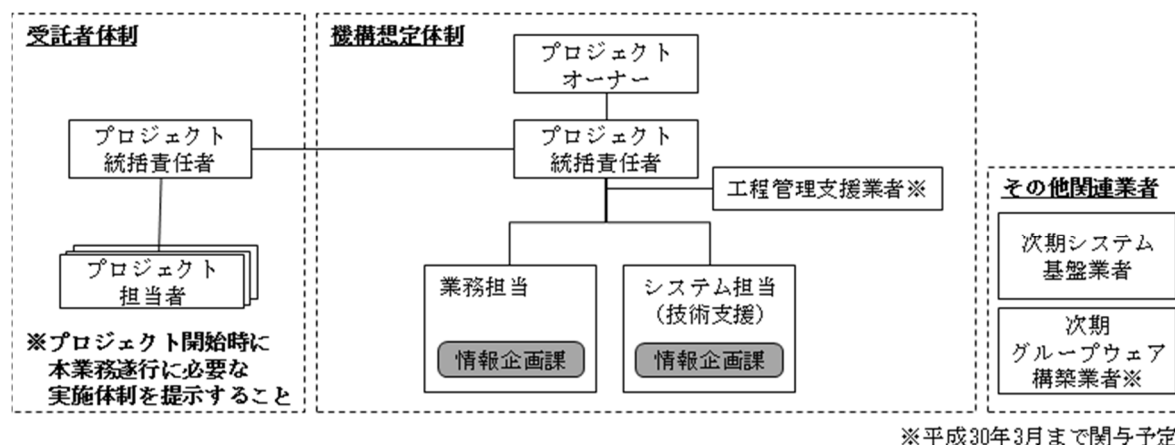 受託者体制
プロジェクト
統括責任者
プロジェクト
担当者
※プロジェクト開始時に
本業務遂行に必要な
実施体制を提示すること
機構想定体制
プロジェクト
オーナー
プロジェクト
統括責任者
工程管理支援業者※
業務担当
情報企画課
システム担当
(技術支援)
情報企画課
その他関連業者
次期システム
基盤業者
次期
グループウェア
構築業者※
※平成30年3月まで関与予定